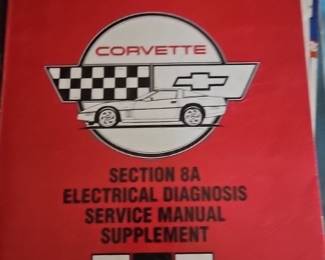 CORVETTE
SECTION 8A
ELECTRICAL DIAGNOSIS
SERVICE MANUAL
SUPPLEMENT